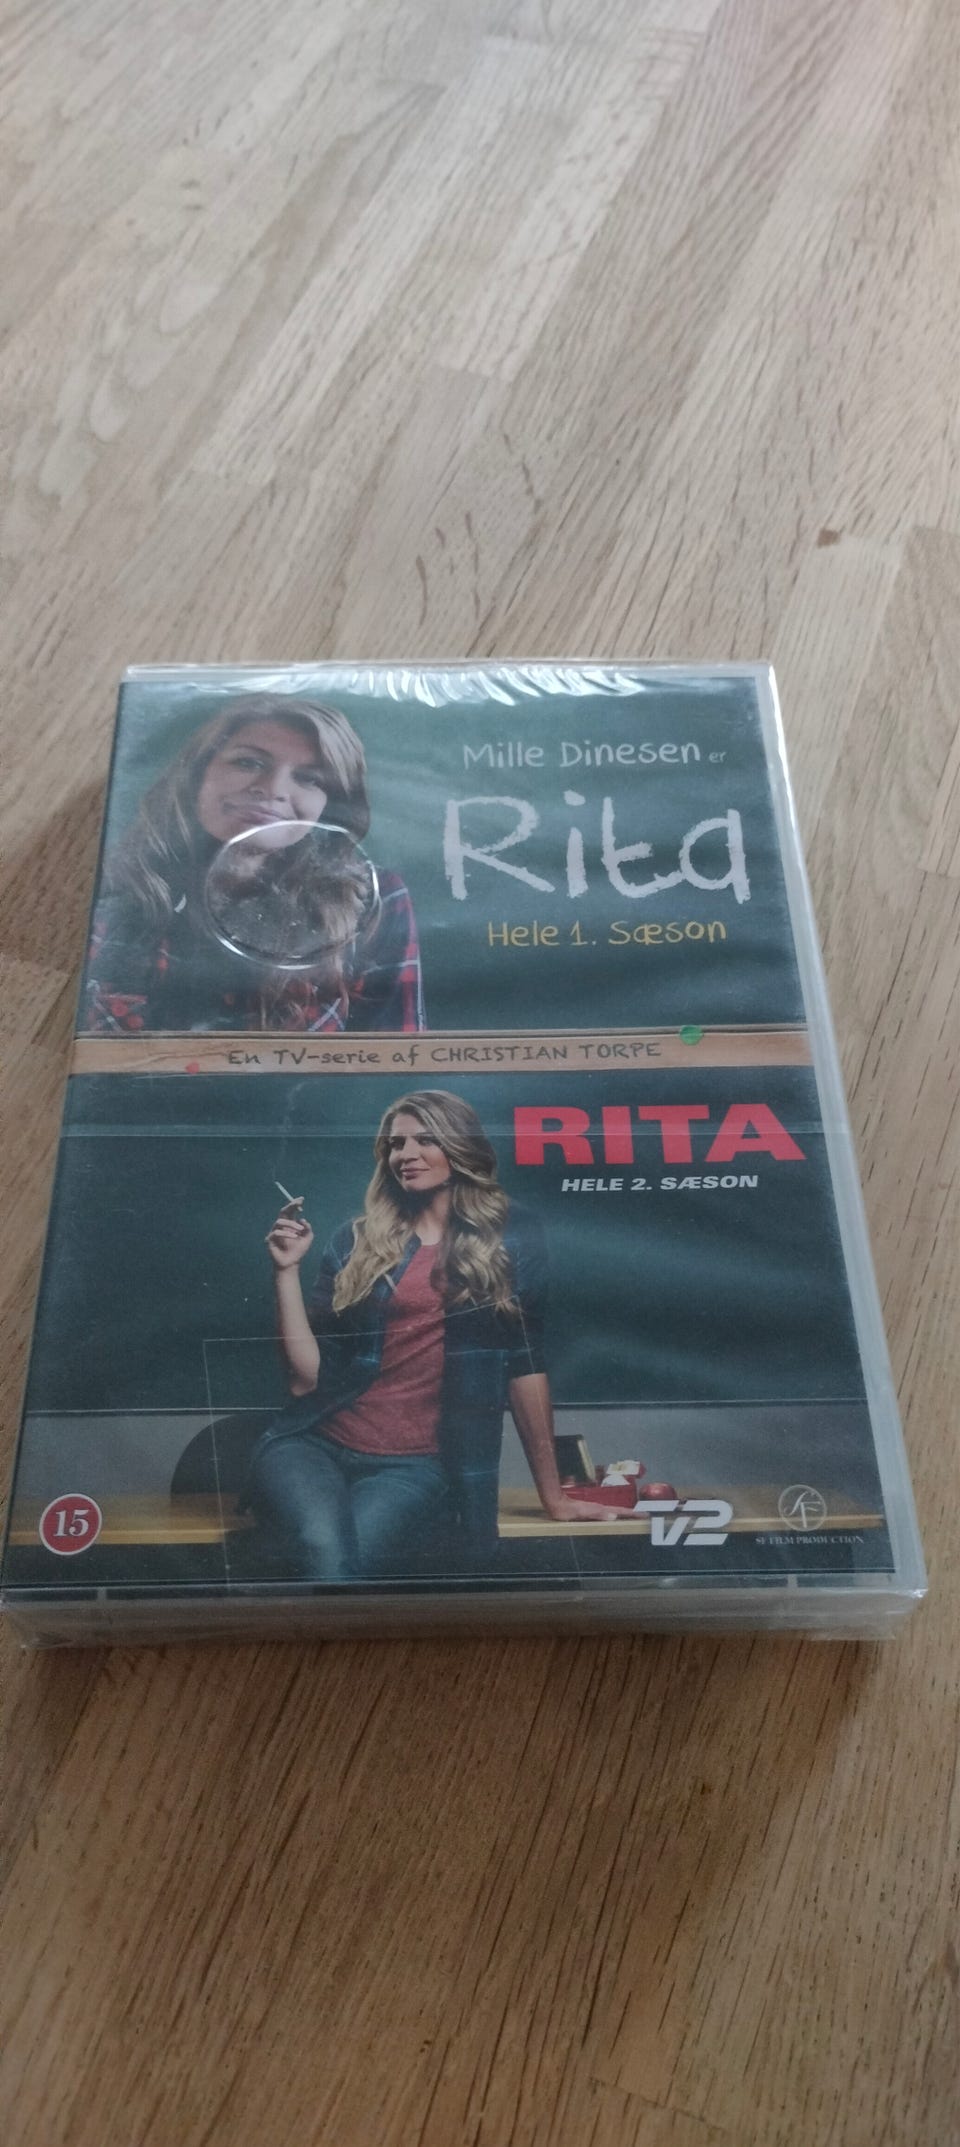 Mille Dinesen er
Rita
Hele 1. Sæson
En TV-serie af CHRISTIAN TORPE
RITA
HELE 2. SÆSON
15
TV2
SF
SF FILM PRODUCTION